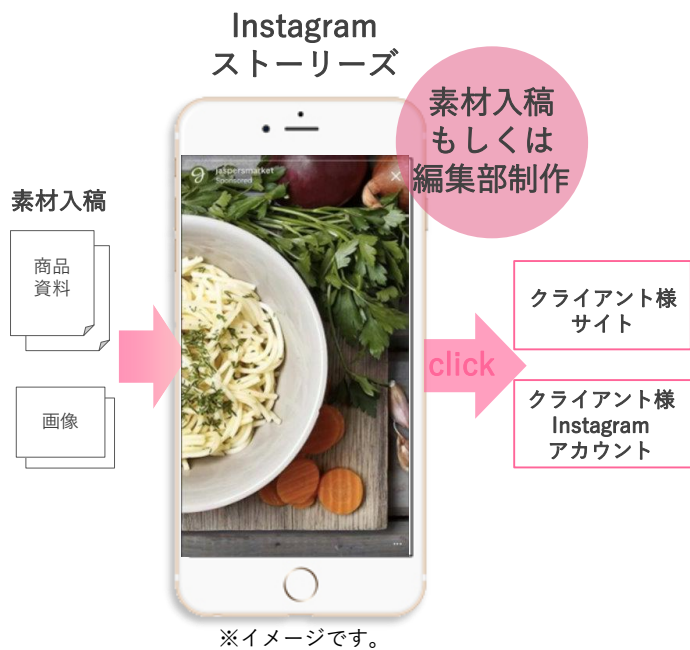 Instagram
ストーリーズ
素材入稿
もしくは
編集部制作
jaspersmarket
Sponsored
素材入稿
商品
資料
画像
click
クライアント様
サイト
クライアント様
Instagram
アカウント
※イメージです。